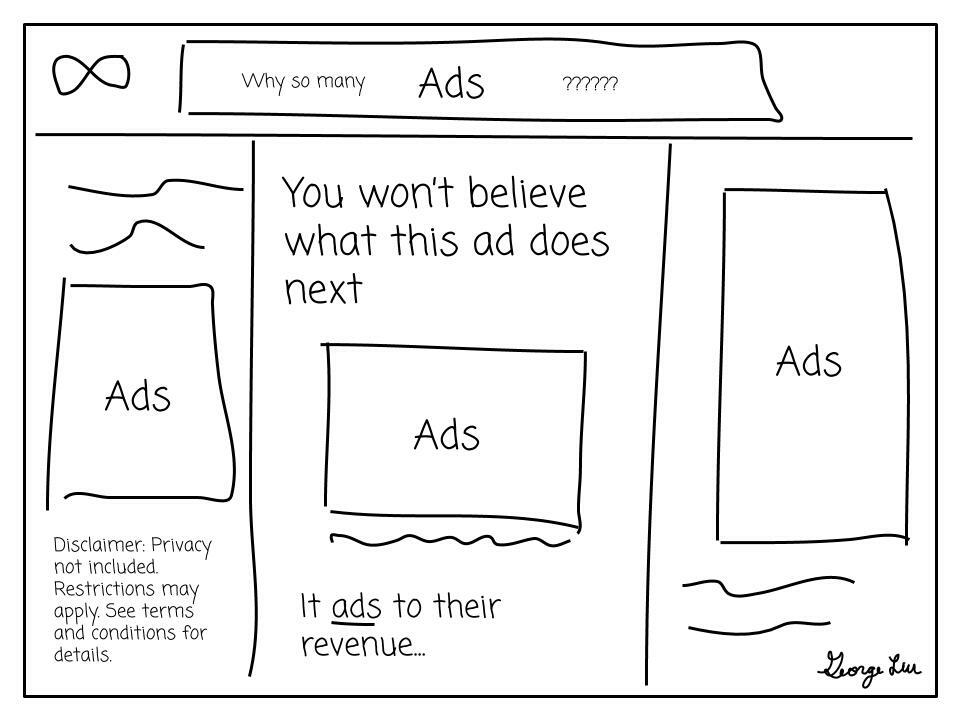 Why so many Ads ??????
Ads
Disclaimer: Privacy
not included.
Restrictions may
apply. See terms
and conditions for
details.
You won't believe
what this ad does
next
Ads
It ads to their
revenue...
Ads
George Liu